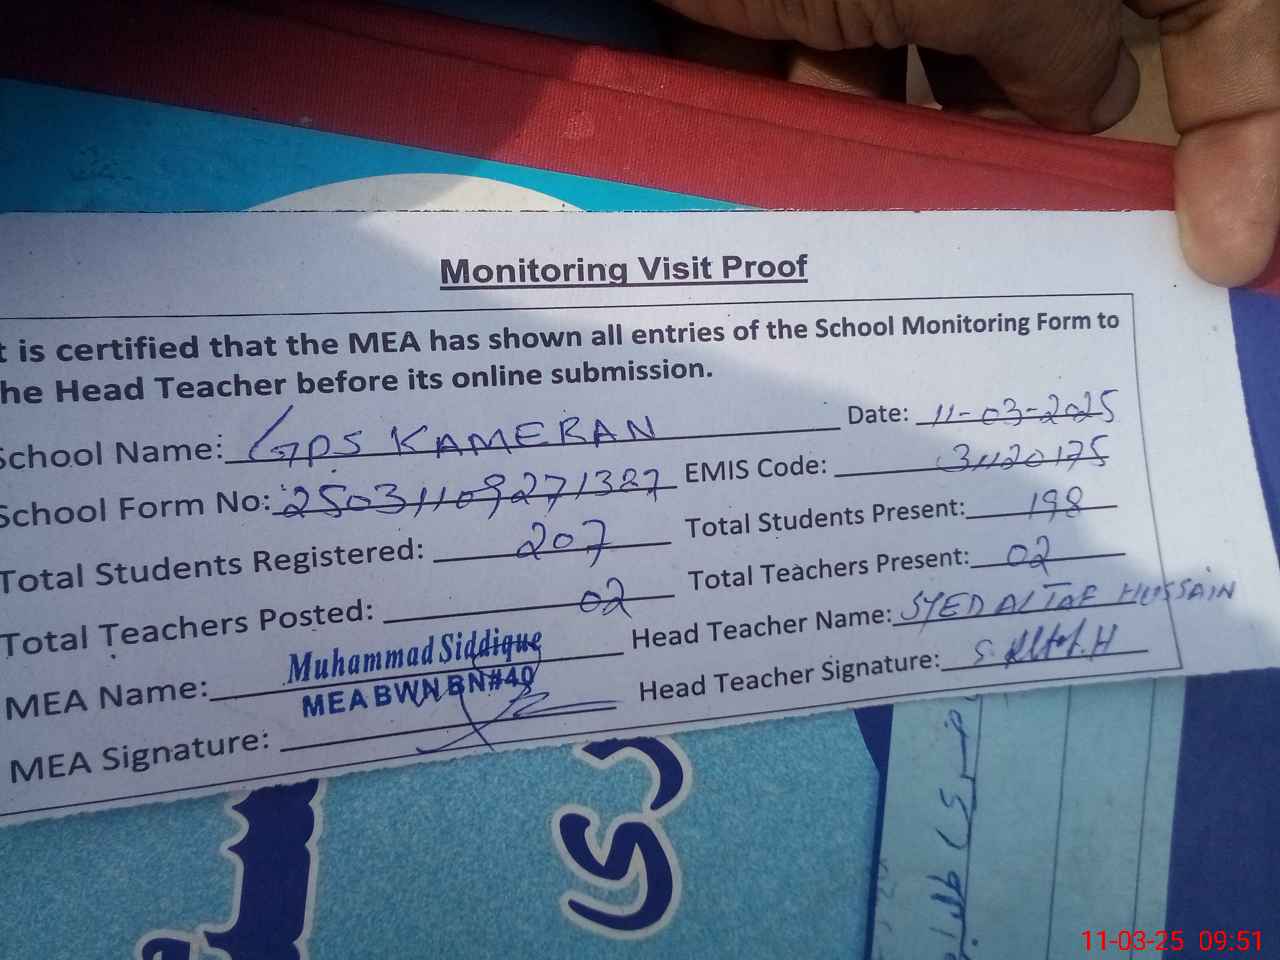 Monitoring Visit Proof
t is certified that the MEA has shown all entries of the School Monitoring Form to
he Head Teacher before its online submission.
School Name: GPS KAMERAN Date: 11-03-2025
School Form No: 25031109271387 EMIS Code: 31120175
Total Students Registered: 207 Total Students Present: 198
Total Teachers Posted: 02 Total Teachers Present: 02
MEA Name: Muhammad Siddique Head Teacher Name: SYED ALTAF HUSSAIN
MEA BWN BN#40
MEA Signature: Head Teacher Signature: S. Altaf.H
11-03-25 09:51